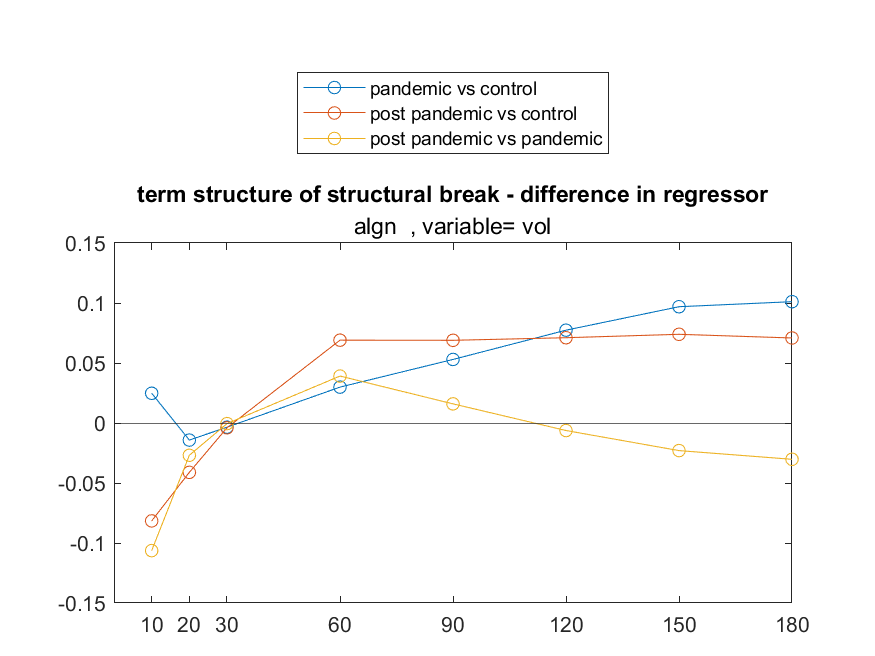 pandemic vs control
post pandemic vs control
post pandemic vs pandemic
term structure of structural break - difference in regressor
algn , variable= vol
0.15
0.1
0.05
0
-0.05
-0.1
-0.15
10 20 30 60 90 120 150 180